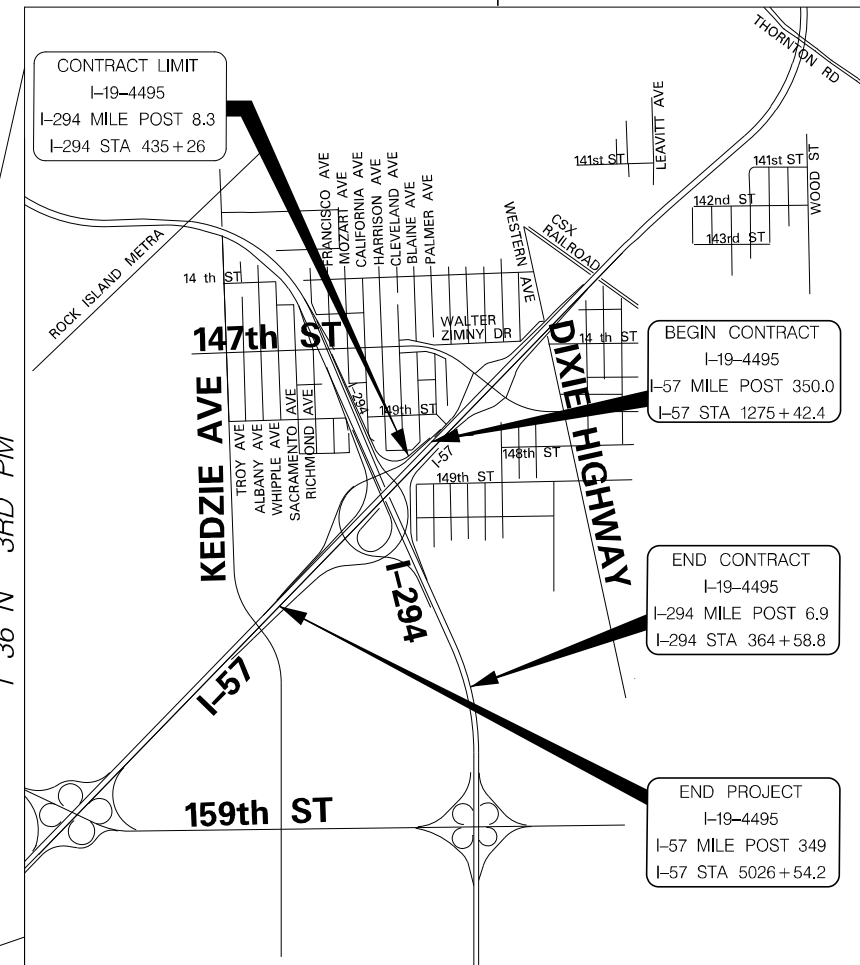 THORNTON RD
CONTRACT LIMIT
I-19-4495
I-294 MILE POST 8.3
I-294 STA 435+26
LEAVITT AVE
141st ST
141st ST
WOOD ST
142nd ST
143rd ST
FRANCISCO AVE
MOZART AVE
CALIFORNIA AVE
HARRISON AVE
CLEVELAND AVE
BLAINE AVE
PALMER AVE
WESTERN AVE
CSX
RAILROAD
ROCK ISLAND METRA
14 th ST
147th ST
WALTER
ZIMNY DR
DIXIE HIGHWAY
14 th ST
BEGIN CONTRACT
I-19-4495
I-57 MILE POST 350.0
I-57 STA 1275+42.4
KEDZIE AVE
I-294
149th ST
I-57
TROY AVE
ALBANY AVE
WHIPPLE AVE
SACRAMENTO AVE
RICHMOND AVE
148th ST
149th ST
T 36 N 3RD PM
END CONTRACT
I-19-4495
I-294 MILE POST 6.9
I-294 STA 364+58.8
I-294
I-57
159th ST
END PROJECT
I-19-4495
I-57 MILE POST 349
I-57 STA 5026+54.2